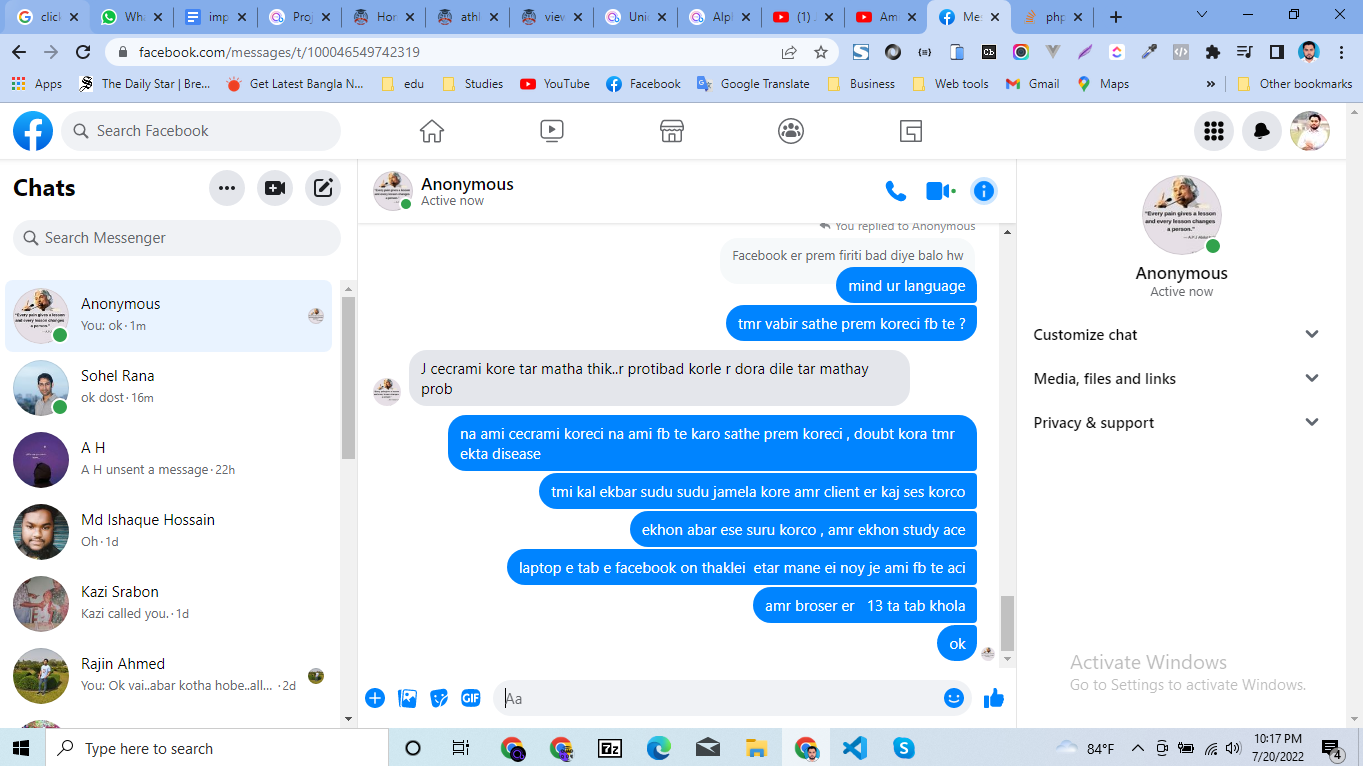 click
Wha
imp
Proj
Hor
athl
view
Unic
Alpl
(1)
Ami
Mes
php
facebook.com/messages/t/100046549742319
Apps
The Daily Star | Bre...
Get Latest Bangla N...
edu
Studies
YouTube
Facebook
Google Translate
Business
Web tools
Gmail
Maps
»
Other bookmarks
Search Facebook
Chats
Search Messenger
Anonymous
You: ok · 1m
Sohel Rana
ok dost · 16m
A H
A H unsent a message · 22h
Md Ishaque Hossain
Oh · 1d
Kazi Srabon
Kazi called you. · 1d
Rajin Ahmed
You: Ok vai..abar kotha hobe..all... · 2d
Anonymous
Active now
You replied to Anonymous
Facebook er prem firiti bad diye balo hw
mind ur language
tmr vabir sathe prem koreci fb te ?
J cecrami kore tar matha thik..r protibad korle r dora dile tar mathay
prob
na ami cecrami koreci na ami fb te karo sathe prem koreci , doubt kora tmr
ekta disease
tmi kal ekbar sudu sudu jamela kore amr client er kaj ses korco
ekhon abar ese suru korco , amr ekhon study ace
laptop e tab e facebook on thaklei etar mane ei noy je ami fb te aci
amr broser er 13 ta tab khola
ok
GIF
Aa
"Every pain gives a lesson
and every lesson changes
a person."
Anonymous
Active now
Customize chat
Media, files and links
Privacy & support
Activate Windows
Go to Settings to activate Windows.
Type here to search
7z
84°F
10:17 PM
7/20/2022
4